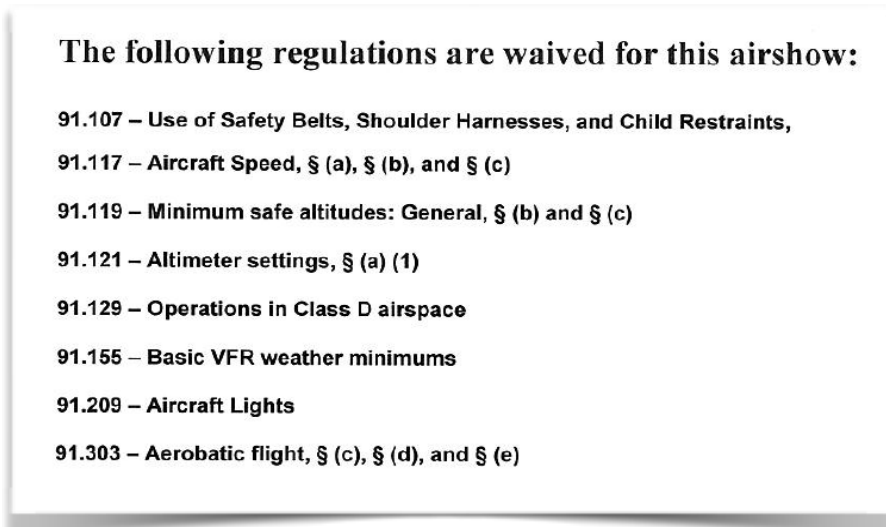 The following regulations are waived for this airshow:
91.107 – Use of Safety Belts, Shoulder Harnesses, and Child Restraints,
91.117 – Aircraft Speed, § (a), § (b), and § (c)
91.119 – Minimum safe altitudes: General, § (b) and § (c)
91.121 – Altimeter settings, § (a) (1)
91.129 – Operations in Class D airspace
91.155 – Basic VFR weather minimums
91.209 – Aircraft Lights
91.303 – Aerobatic flight, § (c), § (d), and § (e)